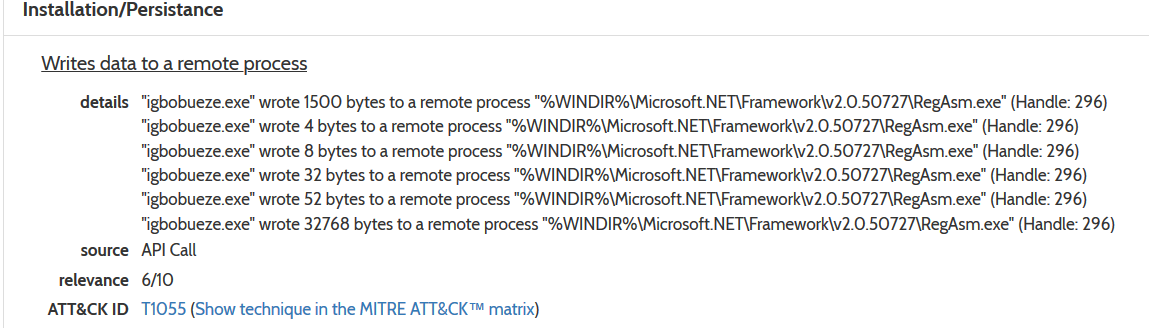 Installation/Persistance
Writes data to a remote process
details "igbobueze.exe" wrote 1500 bytes to a remote process "%WINDIR%\Microsoft.NET\Framework\v2.0.50727\RegAsm.exe" (Handle: 296)
"igbobueze.exe" wrote 4 bytes to a remote process "%WINDIR%\Microsoft.NET\Framework\v2.0.50727\RegAsm.exe" (Handle: 296)
"igbobueze.exe" wrote 8 bytes to a remote process "%WINDIR%\Microsoft.NET\Framework\v2.0.50727\RegAsm.exe" (Handle: 296)
"igbobueze.exe" wrote 32 bytes to a remote process "%WINDIR%\Microsoft.NET\Framework\v2.0.50727\RegAsm.exe" (Handle: 296)
"igbobueze.exe" wrote 52 bytes to a remote process "%WINDIR%\Microsoft.NET\Framework\v2.0.50727\RegAsm.exe" (Handle: 296)
"igbobueze.exe" wrote 32768 bytes to a remote process "%WINDIR%\Microsoft.NET\Framework\v2.0.50727\RegAsm.exe" (Handle: 296)
source API Call
relevance 6/10
ATT&CK ID T1055 (Show technique in the MITRE ATT&CK™ matrix)